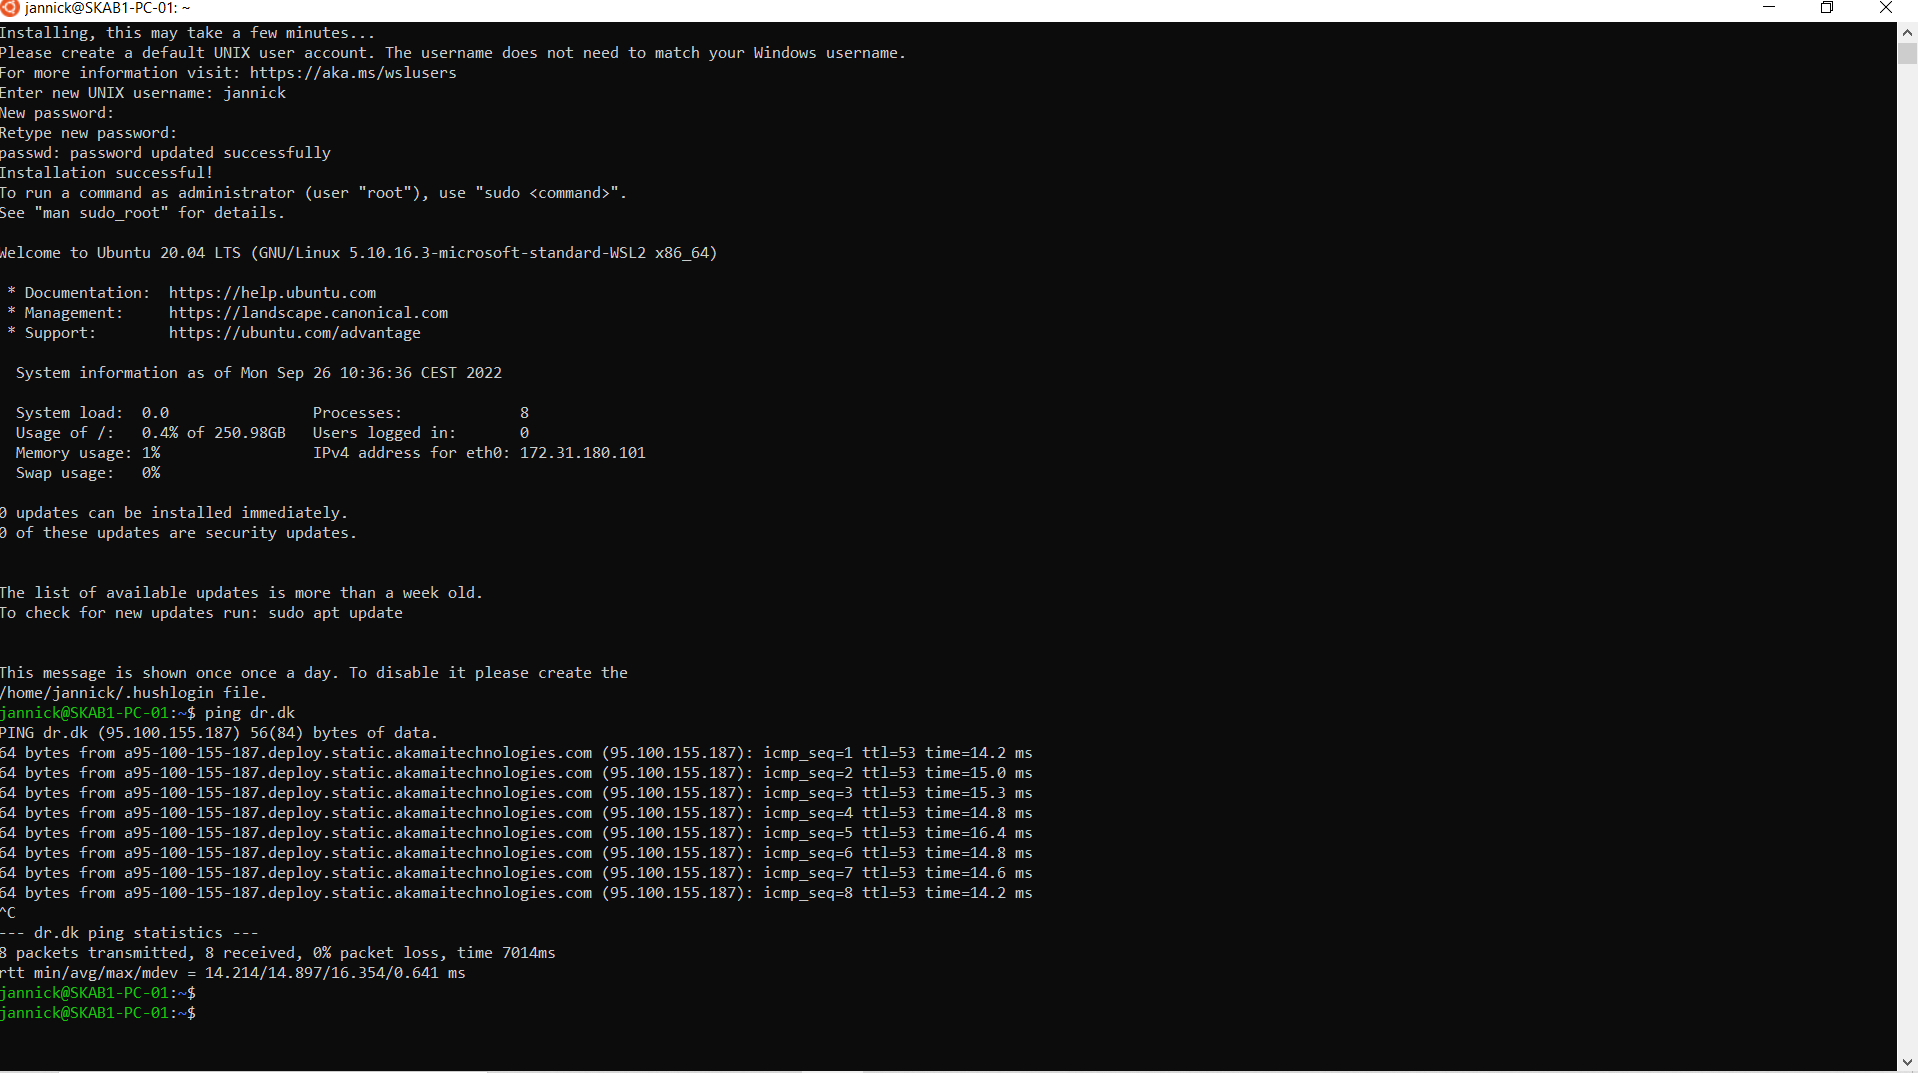 jannick@SKAB1-PC-01: ~
Installing, this may take a few minutes...
Please create a default UNIX user account. The username does not need to match your Windows username.
For more information visit: https://aka.ms/wslusers
Enter new UNIX username: jannick
New password:
Retype new password:
passwd: password updated successfully
Installation successful!
To run a command as administrator (user "root"), use "sudo <command>".
See "man sudo_root" for details.

Welcome to Ubuntu 20.04 LTS (GNU/Linux 5.10.16.3-microsoft-standard-WSL2 x86_64)

 * Documentation:  https://help.ubuntu.com
 * Management:     https://landscape.canonical.com
 * Support:        https://ubuntu.com/advantage

  System information as of Mon Sep 26 10:36:36 CEST 2022

  System load:  0.0                Processes:             8
  Usage of /:   0.4% of 250.98GB   Users logged in:       0
  Memory usage: 1%                 IPv4 address for eth0: 172.31.180.101
  Swap usage:   0%

0 updates can be installed immediately.
0 of these updates are security updates.

The list of available updates is more than a week old.
To check for new updates run: sudo apt update

This message is shown once once a day. To disable it please create the
/home/jannick/.hushlogin file.
jannick@SKAB1-PC-01:~$ ping dr.dk
PING dr.dk (95.100.155.187) 56(84) bytes of data.
64 bytes from a95-100-155-187.deploy.static.akamaitechnologies.com (95.100.155.187): icmp_seq=1 ttl=53 time=14.2 ms
64 bytes from a95-100-155-187.deploy.static.akamaitechnologies.com (95.100.155.187): icmp_seq=2 ttl=53 time=15.0 ms
64 bytes from a95-100-155-187.deploy.static.akamaitechnologies.com (95.100.155.187): icmp_seq=3 ttl=53 time=15.3 ms
64 bytes from a95-100-155-187.deploy.static.akamaitechnologies.com (95.100.155.187): icmp_seq=4 ttl=53 time=14.8 ms
64 bytes from a95-100-155-187.deploy.static.akamaitechnologies.com (95.100.155.187): icmp_seq=5 ttl=53 time=16.4 ms
64 bytes from a95-100-155-187.deploy.static.akamaitechnologies.com (95.100.155.187): icmp_seq=6 ttl=53 time=14.8 ms
64 bytes from a95-100-155-187.deploy.static.akamaitechnologies.com (95.100.155.187): icmp_seq=7 ttl=53 time=14.6 ms
64 bytes from a95-100-155-187.deploy.static.akamaitechnologies.com (95.100.155.187): icmp_seq=8 ttl=53 time=14.2 ms
^C
--- dr.dk ping statistics ---
8 packets transmitted, 8 received, 0% packet loss, time 7014ms
rtt min/avg/max/mdev = 14.214/14.897/16.354/0.641 ms
jannick@SKAB1-PC-01:~$
jannick@SKAB1-PC-01:~$